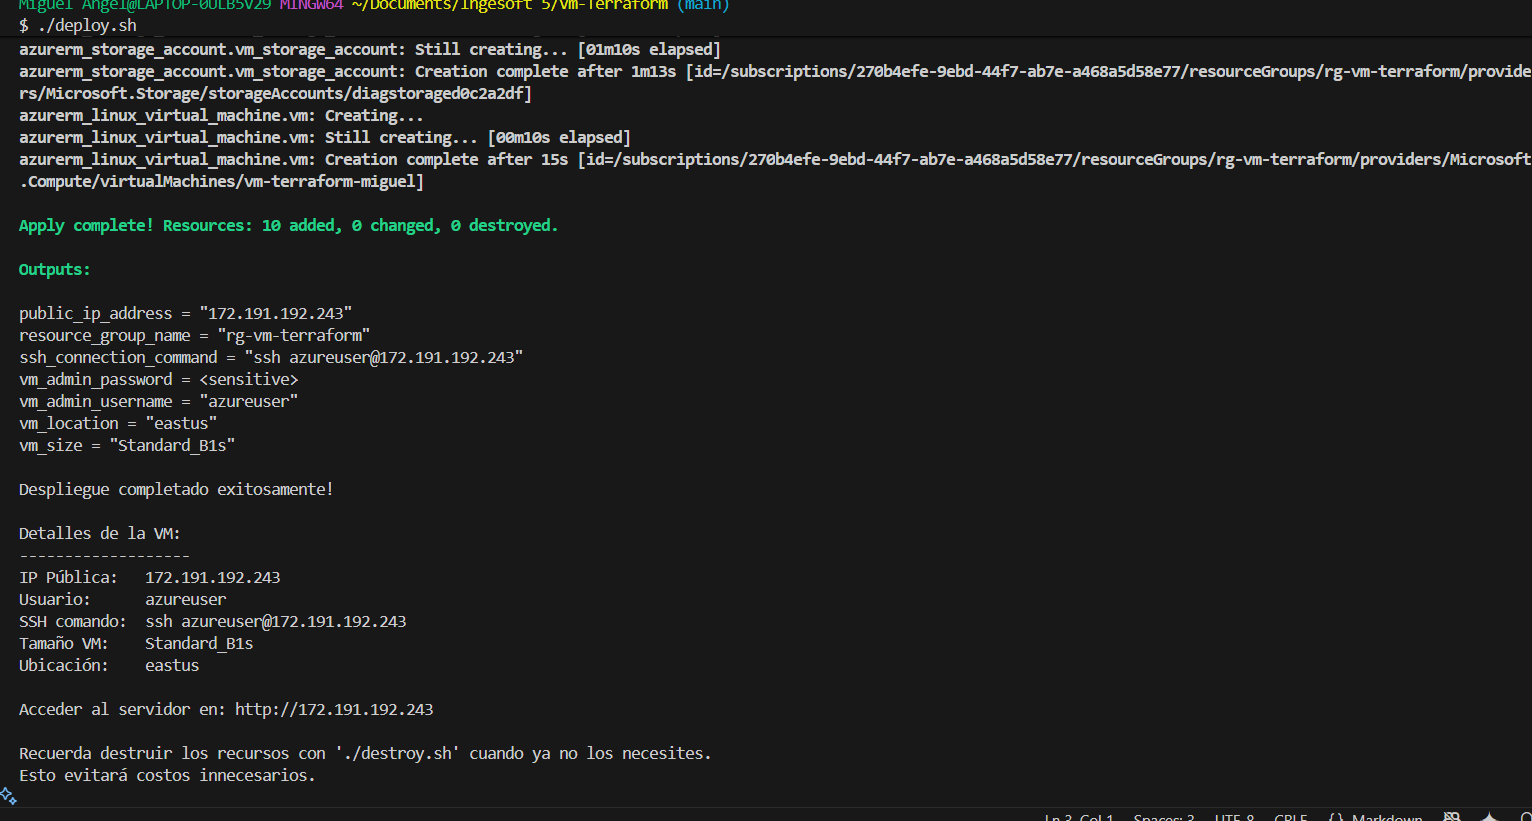 Miguel Angel@LAPTOP-0ULB5V29 MINGW64 ~/Documents/Ingesoft 5/vm-Terraform (main)
$ ./deploy.sh
azurerm_storage_account.vm_storage_account: Still creating... [01m10s elapsed]
azurerm_storage_account.vm_storage_account: Creation complete after 1m13s [id=/subscriptions/270b4efe-9ebd-44f7-ab7e-a468a5d58e77/resourceGroups/rg-vm-terraform/provide
rs/Microsoft.Storage/storageAccounts/diagstoraged0c2a2df]
azurerm_linux_virtual_machine.vm: Creating...
azurerm_linux_virtual_machine.vm: Still creating... [00m10s elapsed]
azurerm_linux_virtual_machine.vm: Creation complete after 15s [id=/subscriptions/270b4efe-9ebd-44f7-ab7e-a468a5d58e77/resourceGroups/rg-vm-terraform/providers/Microsoft
.Compute/virtualMachines/vm-terraform-miguel]
Apply complete! Resources: 10 added, 0 changed, 0 destroyed.
Outputs:
public_ip_address = "172.191.192.243"
resource_group_name = "rg-vm-terraform"
ssh_connection_command = "ssh azureuser@172.191.192.243"
vm_admin_password = <sensitive>
vm_admin_username = "azureuser"
vm_location = "eastus"
vm_size = "Standard_B1s"
Despliegue completado exitosamente!
Detalles de la VM:
-------------------
IP Pública: 172.191.192.243
Usuario: azureuser
SSH comando: ssh azureuser@172.191.192.243
Tamaño VM: Standard_B1s
Ubicación: eastus
Acceder al servidor en: http://172.191.192.243
Recuerda destruir los recursos con './destroy.sh' cuando ya no los necesites.
Esto evitará costos innecesarios.
Ln 3, Col 1 Spaces: 3 UTF-8 CRLF {} Markdown